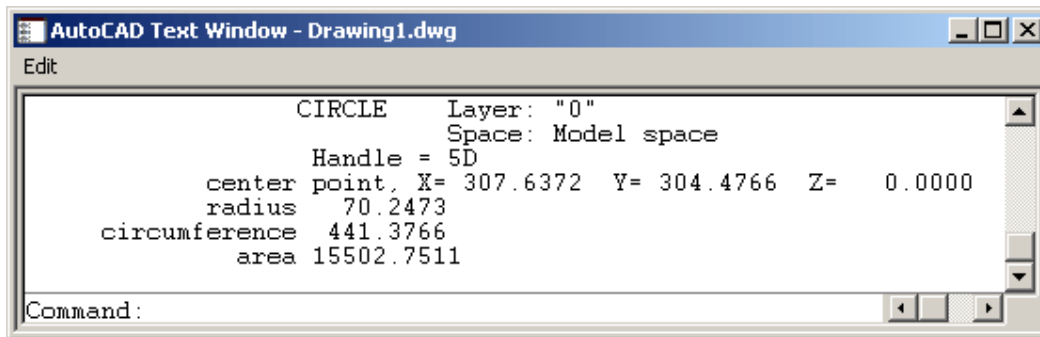 AutoCAD Text Window - Drawing1.dwg
Edit
CIRCLE Layer: "0"
Space: Model space
Handle = 5D
center point, X= 307.6372 Y= 304.4766 Z= 0.0000
radius 70.2473
circumference 441.3766
area 15502.7511
Command: